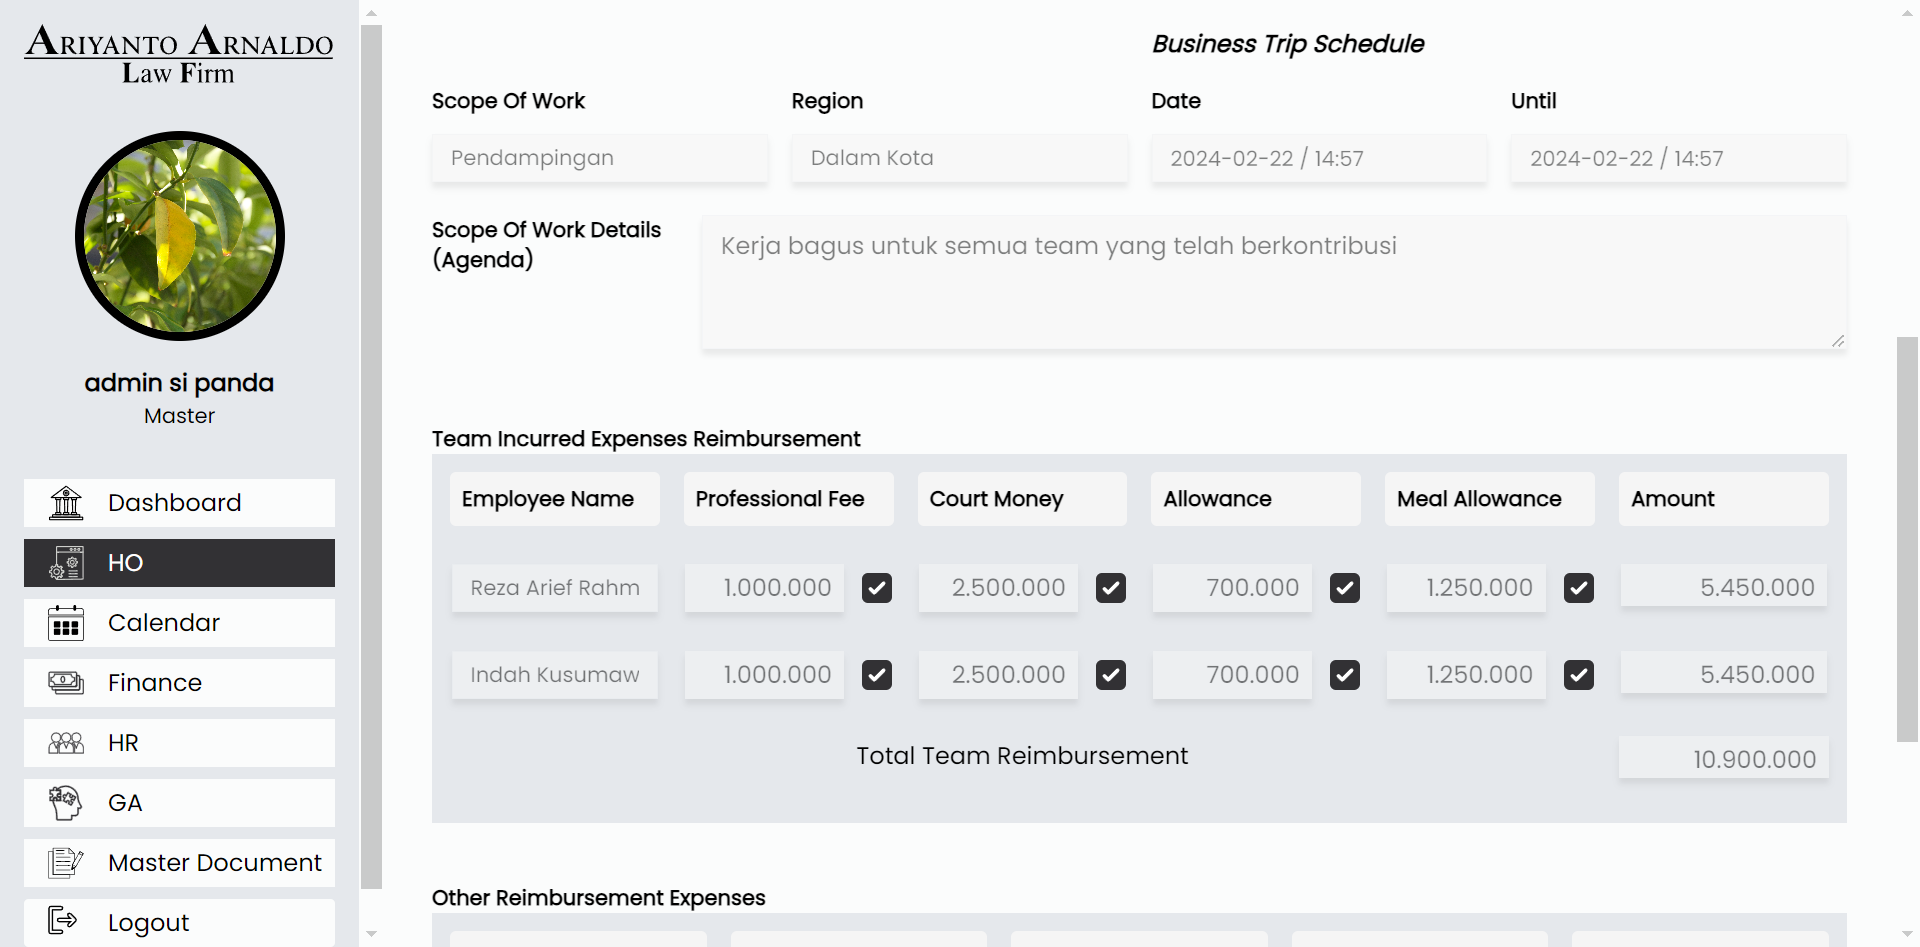 ARIYANTO ARNALDO
Law Firm
admin si panda
Master
Dashboard
HO
Calendar
Finance
HR
GA
Master Document
Logout
Business Trip Schedule
Scope Of Work
Region
Date
Until
Pendampingan
Dalam Kota
2024-02-22 / 14:57
2024-02-22 / 14:57
Scope Of Work Details
(Agenda)
Kerja bagus untuk semua team yang telah berkontribusi
Team Incurred Expenses Reimbursement
Employee Name
Professional Fee
Court Money
Allowance
Meal Allowance
Amount
Reza Arief Rahm
1.000.000
2.500.000
700.000
1.250.000
5.450.000
Indah Kusumaw
1.000.000
2.500.000
700.000
1.250.000
5.450.000
Total Team Reimbursement
10.900.000
Other Reimbursement Expenses